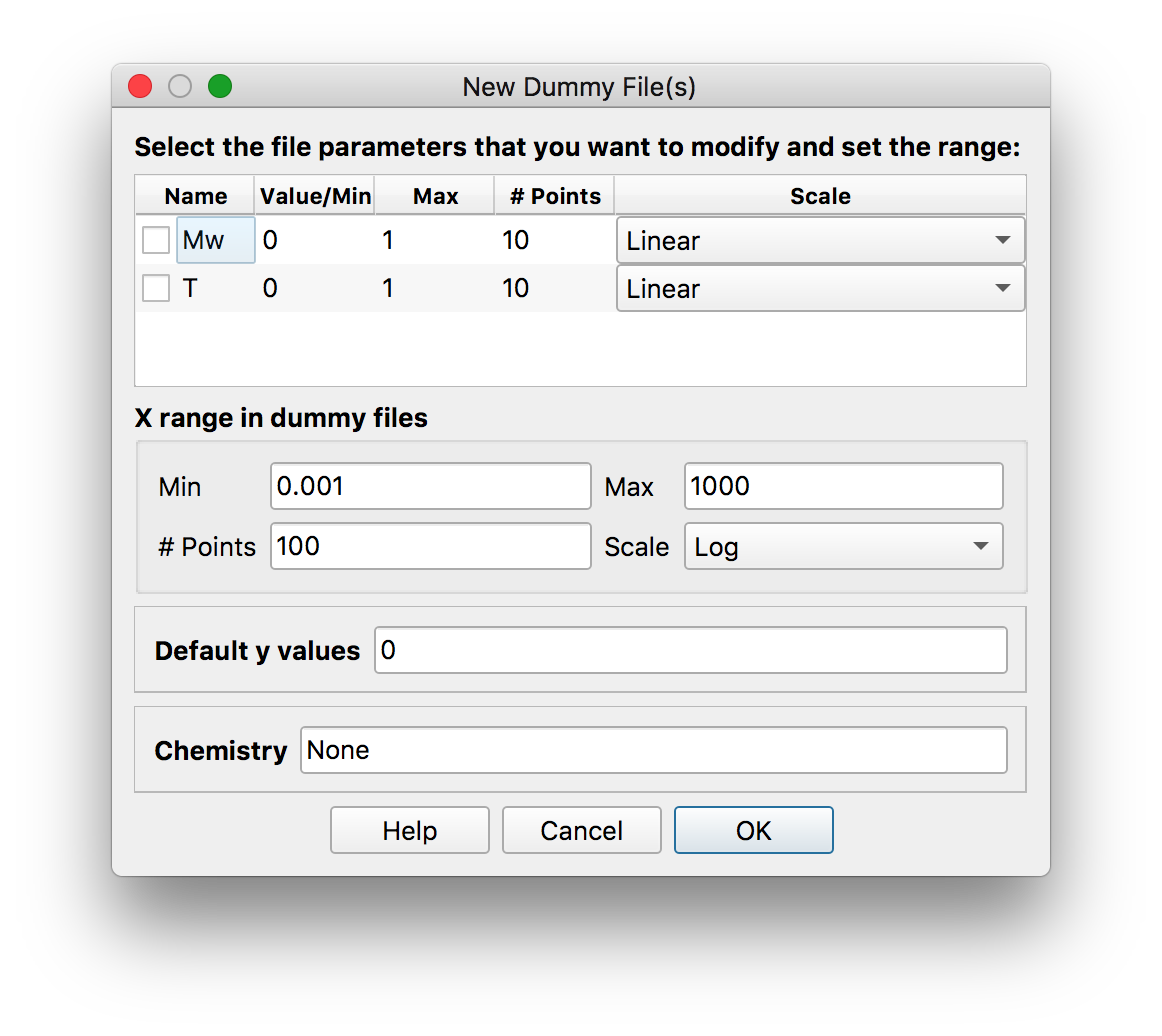 New Dummy File(s)
Select the file parameters that you want to modify and set the range:
Name Value/Min Max # Points Scale
Mw 0 1 10 Linear
T 0 1 10 Linear
X range in dummy files
Min 0.001 Max 1000
# Points 100 Scale Log
Default y values 0
Chemistry None
Help Cancel OK